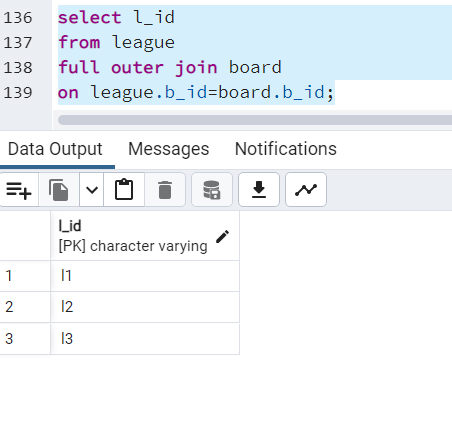 136 select l_id
137 from league
138 full outer join board
139 on league.b_id=board.b_id;
Data Output Messages Notifications
l_id
[PK] character varying
1 l1
2 l2
3 l3